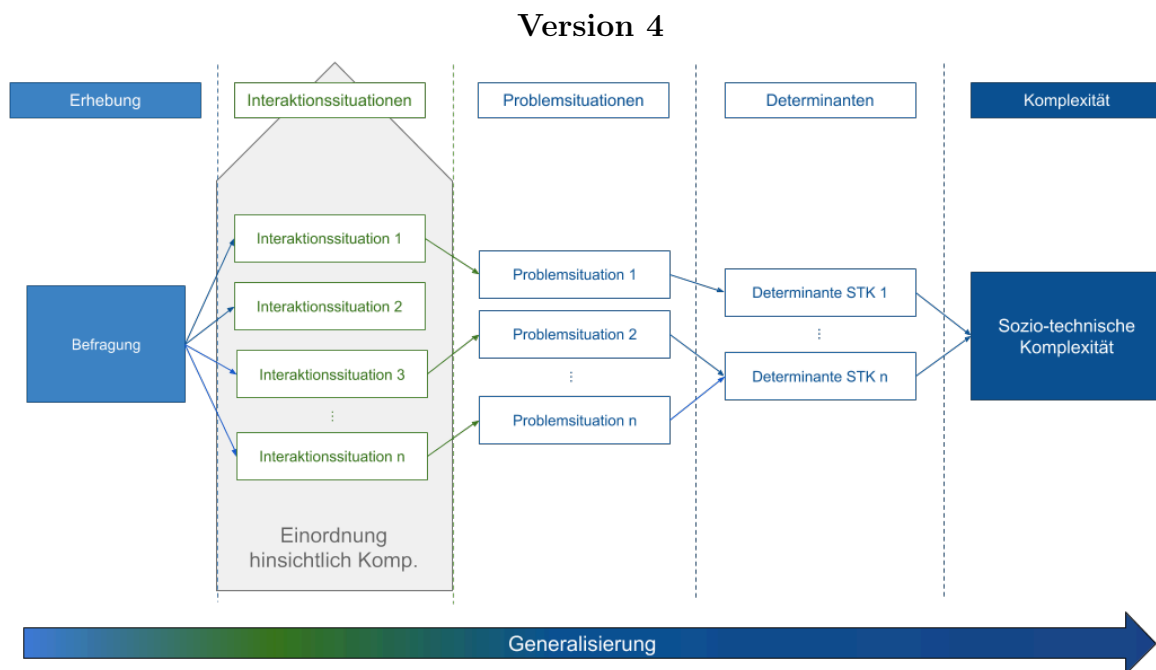 Version 4
Erhebung
Interaktionssituationen
Problemsituationen
Determinanten
Komplexität
Befragung
Interaktionssituation 1
Interaktionssituation 2
Interaktionssituation 3
⋮
Interaktionssituation n
Einordnung
hinsichtlich Komp.
Problemsituation 1
Problemsituation 2
⋮
Problemsituation n
Determinante STK 1
⋮
Determinante STK n
Sozio-technische
Komplexität
Generalisierung